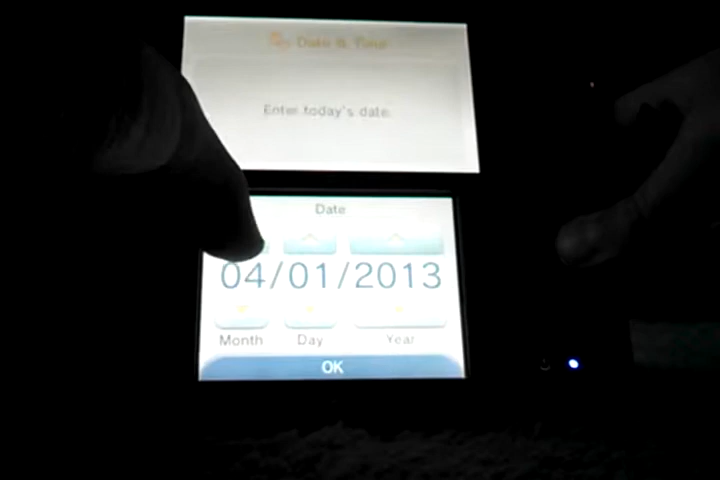 Date & Time
Enter today's date.
Date
04/01/2013
Month Day Year
OK